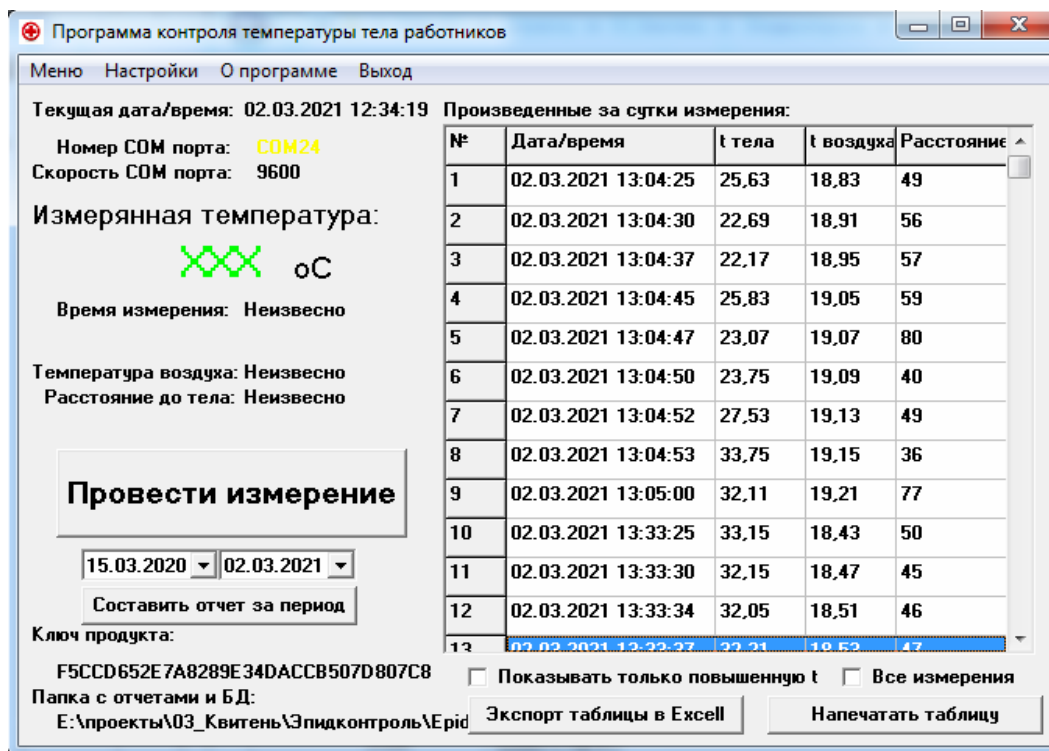 Программа контроля температуры тела работников
Меню Настройки О программе Выход
Текущая дата/время: 02.03.2021 12:34:19
Номер COM порта: COM24
Скорость COM порта: 9600
Измерянная температура:
XXX oC
Время измерения: Неизвесно
Температура воздуха: Неизвесно
Расстояние до тела: Неизвесно
Провести измерение
15.03.2020 02.03.2021
Составить отчет за период
Ключ продукта:
F5CCD652E7A8289E34DACCB507D807C8
Папка с отчетами и БД:
E:\проекты\03_Квитень\Эпидконтроль\Epid
Произведенные за сутки измерения:
№ Дата/время t тела t воздуха Расстояние
1 02.03.2021 13:04:25 25,63 18,83 49
2 02.03.2021 13:04:30 22,69 18,91 56
3 02.03.2021 13:04:37 22,17 18,95 57
4 02.03.2021 13:04:45 25,83 19,05 59
5 02.03.2021 13:04:47 23,07 19,07 80
6 02.03.2021 13:04:50 23,75 19,09 40
7 02.03.2021 13:04:52 27,53 19,13 49
8 02.03.2021 13:04:53 33,75 19,15 36
9 02.03.2021 13:05:00 32,11 19,21 77
10 02.03.2021 13:33:25 33,15 18,43 50
11 02.03.2021 13:33:30 32,15 18,47 45
12 02.03.2021 13:33:34 32,05 18,51 46
13 02.03.2021 47
Показывать только повышенную t Все измерения
Экспорт таблицы в Excell Напечатать таблицу